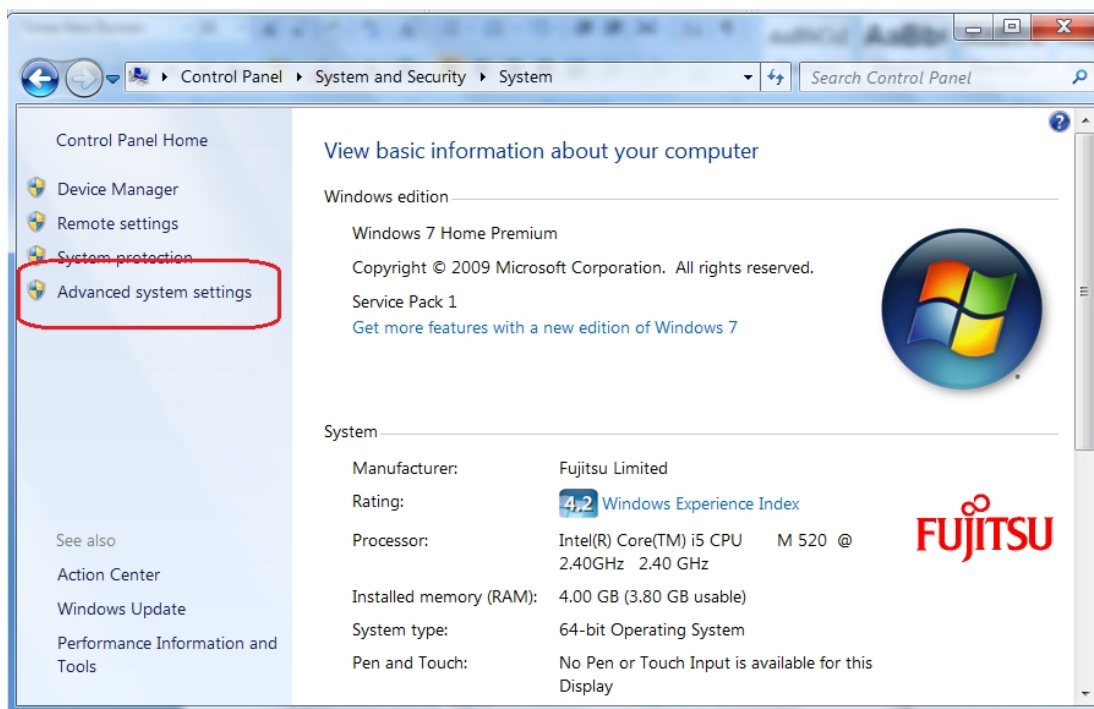 AaBb
Control Panel ▸ System and Security ▸ System
Search Control Panel
Control Panel Home
Device Manager
Remote settings
System protection
Advanced system settings
See also
Action Center
Windows Update
Performance Information and
Tools
View basic information about your computer
Windows edition
Windows 7 Home Premium
Copyright © 2009 Microsoft Corporation. All rights reserved.
Service Pack 1
Get more features with a new edition of Windows 7
System
Manufacturer: Fujitsu Limited
Rating: 4,2 Windows Experience Index
Processor: Intel(R) Core(TM) i5 CPU M 520 @
2.40GHz 2.40 GHz
Installed memory (RAM): 4.00 GB (3.80 GB usable)
System type: 64-bit Operating System
Pen and Touch: No Pen or Touch Input is available for this
Display
FUJITSU